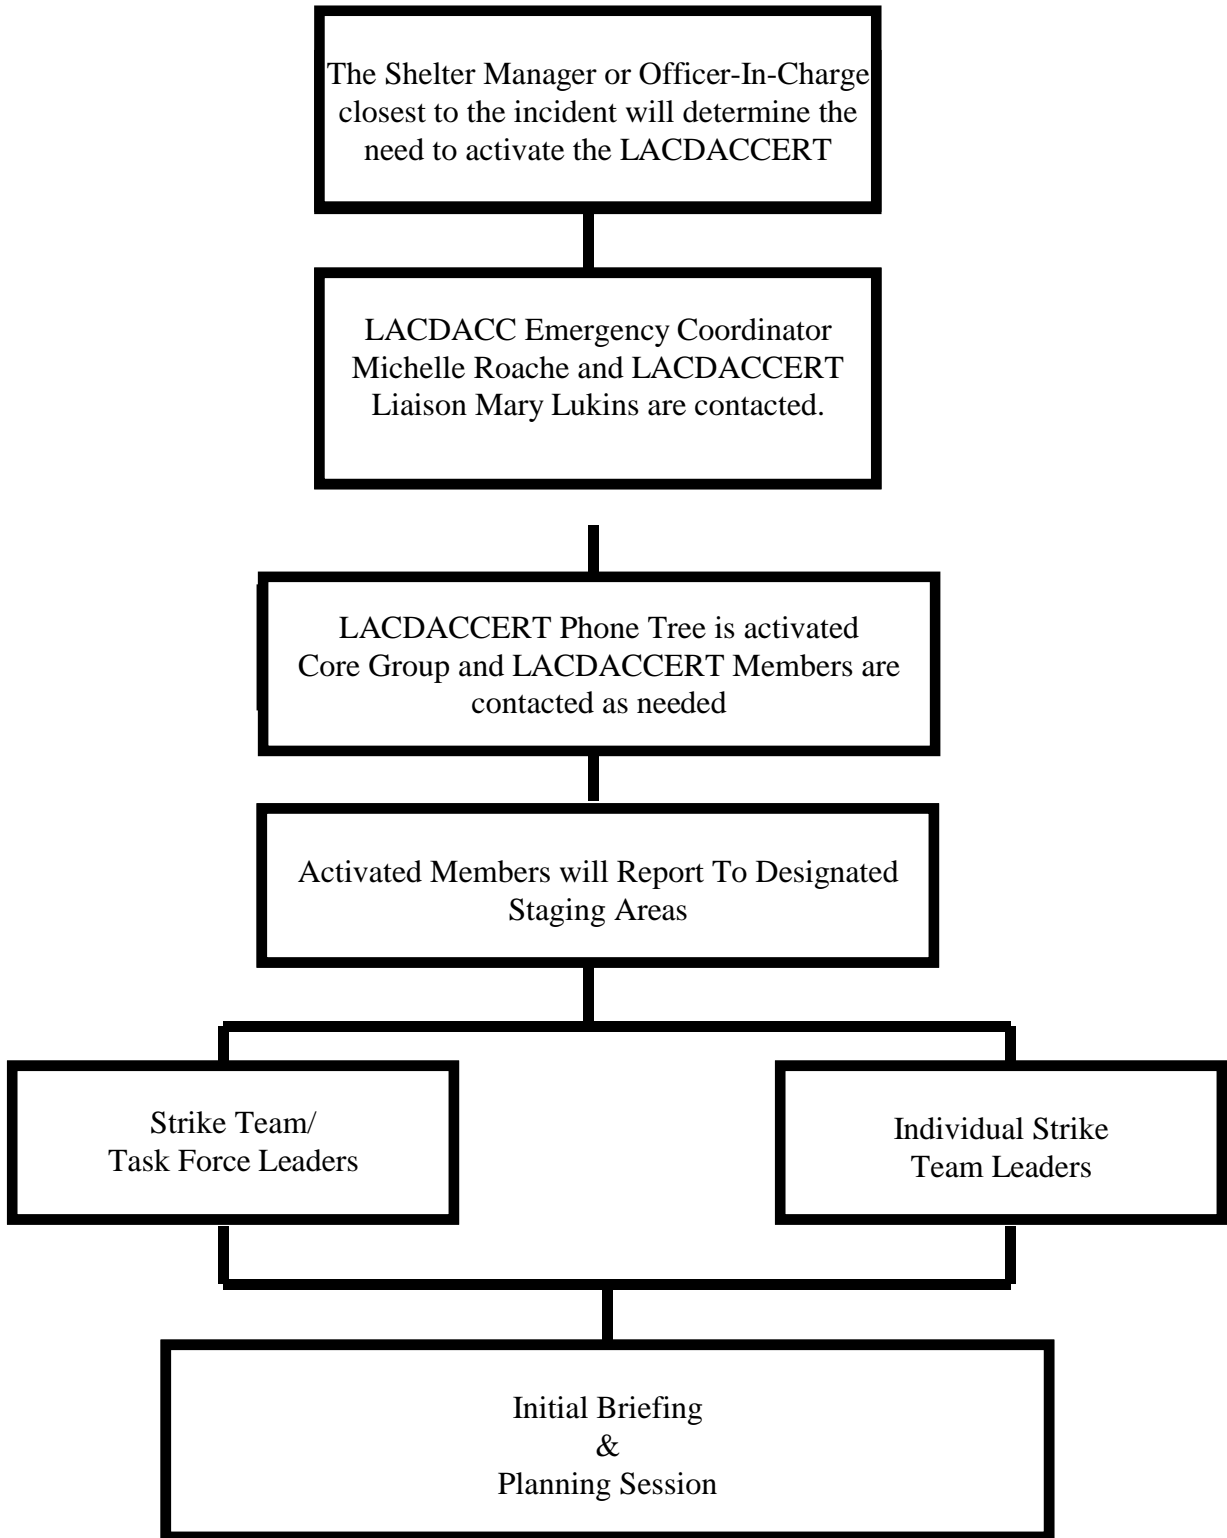 The Shelter Manager or Officer-In-Charge
closest to the incident will determine the
need to activate the LACDACCERT
LACDACC Emergency Coordinator
Michelle Roache and LACDACCERT
Liaison Mary Lukins are contacted.
LACDACCERT Phone Tree is activated
Core Group and LACDACCERT Members are
contacted as needed
Activated Members will Report To Designated
Staging Areas
Strike Team/
Task Force Leaders
Individual Strike
Team Leaders
Initial Briefing
&
Planning Session